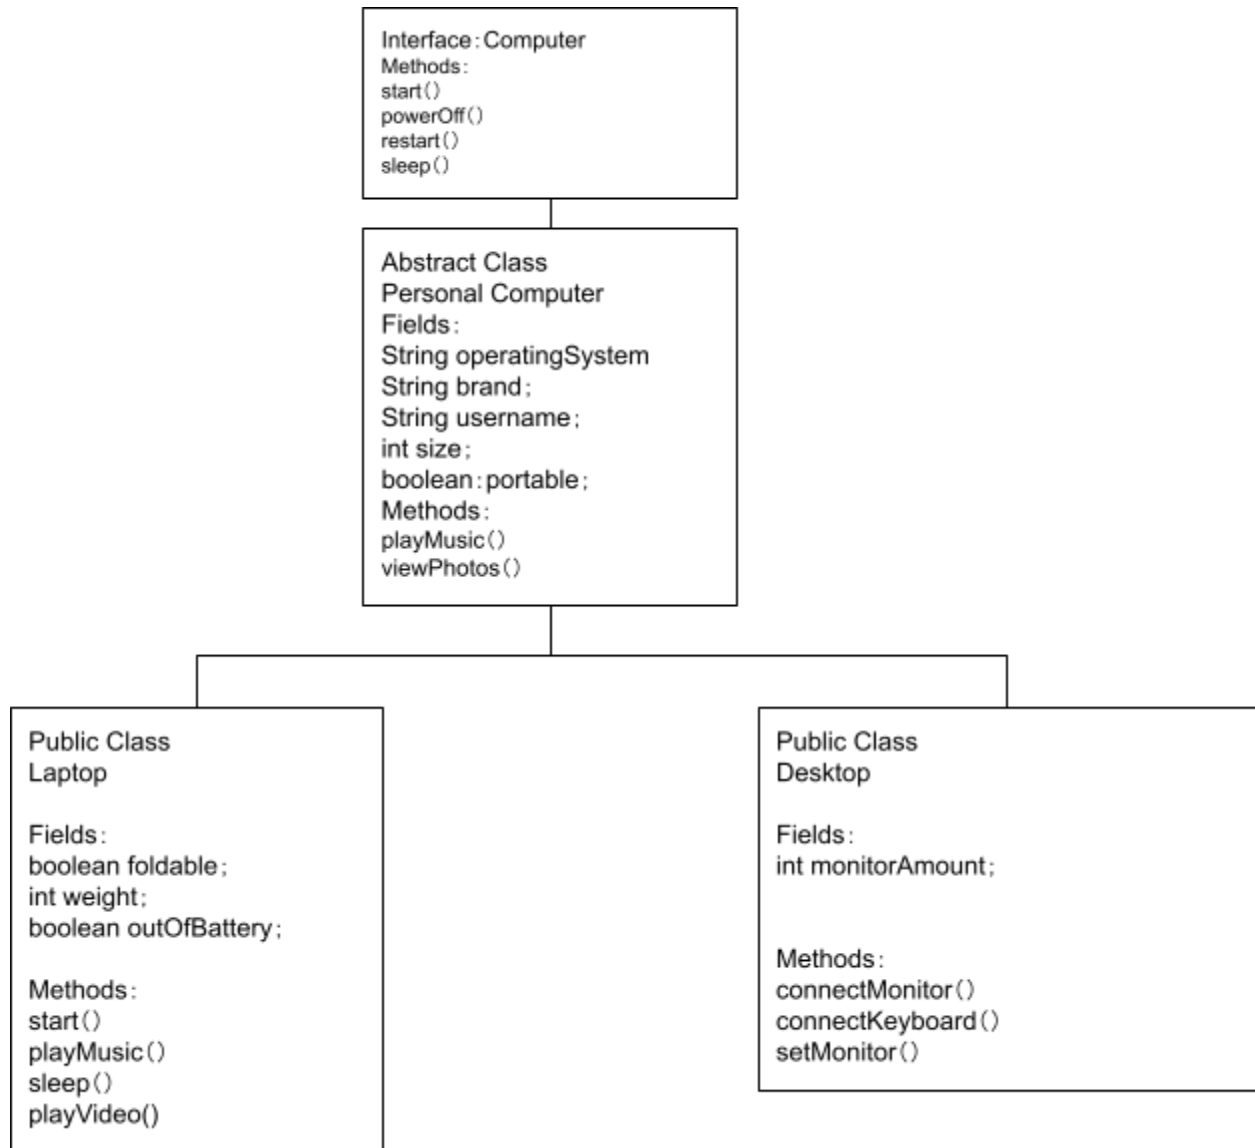 Interface:Computer
Methods:
start()
powerOff()
restart()
sleep()
Abstract Class
Personal Computer
Fields:
String operatingSystem
String brand;
String username;
int size;
boolean:portable;
Methods:
playMusic()
viewPhotos()
Public Class
Laptop
Fields:
boolean foldable;
int weight;
boolean outOfBattery;
Methods:
start()
playMusic()
sleep()
playVideo()
Public Class
Desktop
Fields:
int monitorAmount;
Methods:
connectMonitor()
connectKeyboard()
setMonitor()